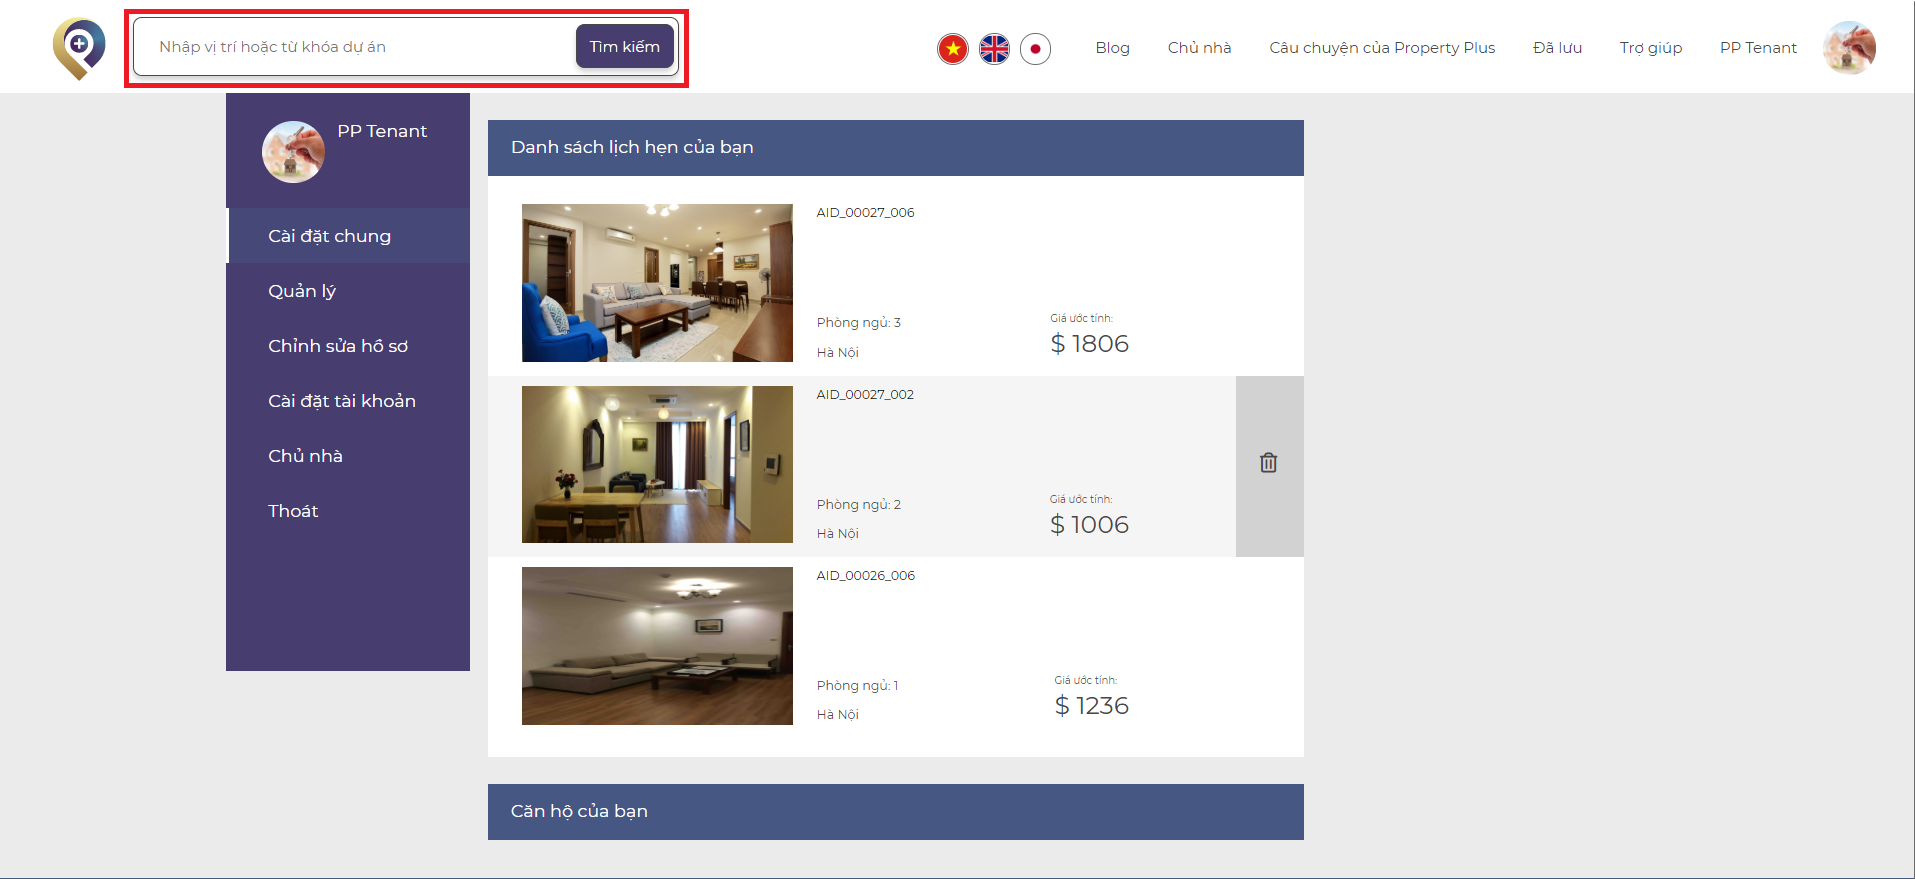 Nhập vị trí hoặc từ khóa dự án
Tìm kiếm
Blog
Chủ nhà
Câu chuyện của Property Plus
Đã lưu
Trợ giúp
PP Tenant
PP Tenant
Cài đặt chung
Quản lý
Chỉnh sửa hồ sơ
Cài đặt tài khoản
Chủ nhà
Thoát
Danh sách lịch hẹn của bạn
AID_00027_006
Phòng ngủ: 3
Hà Nội
Giá ước tính:
$ 1806
AID_00027_002
Phòng ngủ: 2
Hà Nội
Giá ước tính:
$ 1006
AID_00026_006
Phòng ngủ: 1
Hà Nội
Giá ước tính:
$ 1236
Căn hộ của bạn